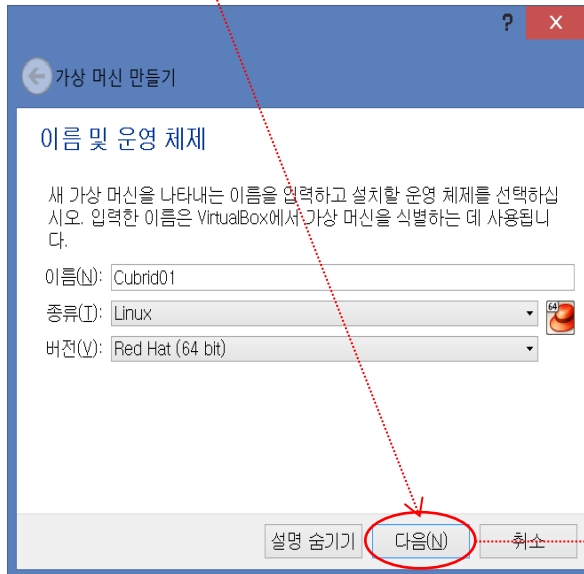 ? X
가상 머신 만들기
이름 및 운영 체제
새 가상 머신을 나타내는 이름을 입력하고 설치할 운영 체제를 선택하십
시오. 입력한 이름은 VirtualBox에서 가상 머신을 식별하는 데 사용됩니
다.
이름(N): Cubrid01
종류(T): Linux
64
버전(V): Red Hat (64 bit)
설명 숨기기 다음(N) 취소